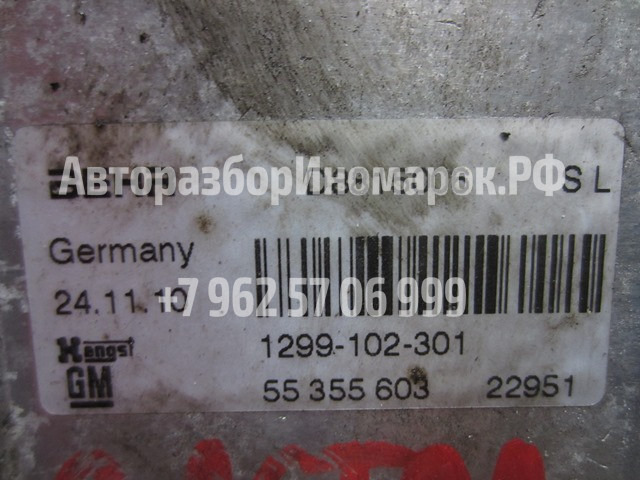 АвторазборИномарок.РФ
S L
Germany
24.11.10
+7 962 57 06 999
Hengst
1299-102-301
GM
55 355 603 22951